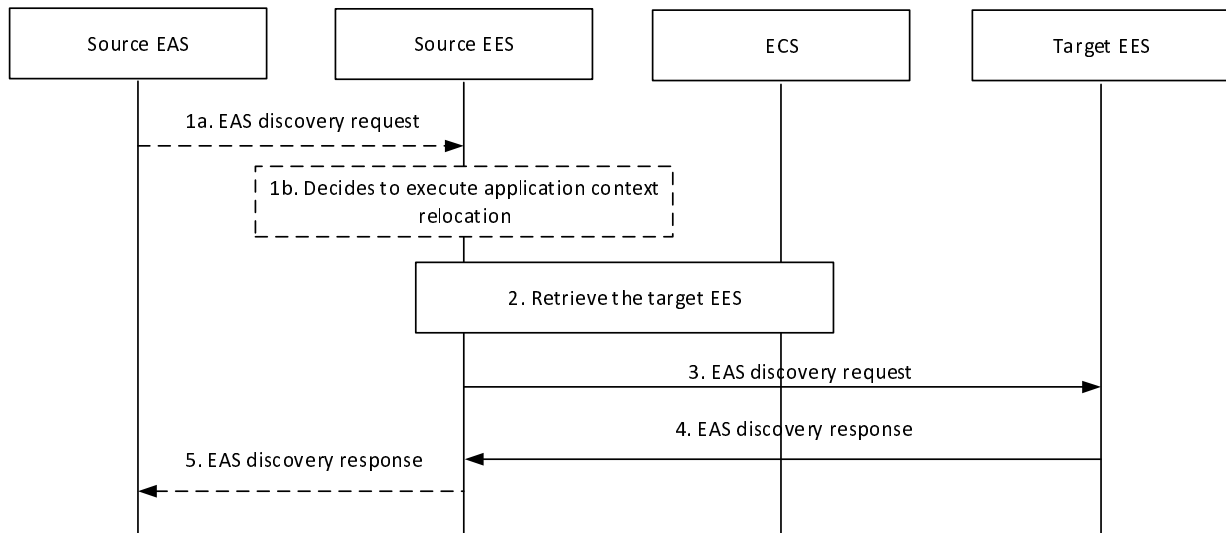 Source EAS
Source EES
ECS
Target EES
1a. EAS discovery request
1b. Decides to execute application context
relocation
2. Retrieve the target EES
3. EAS discovery request
4. EAS discovery response
5. EAS discovery response